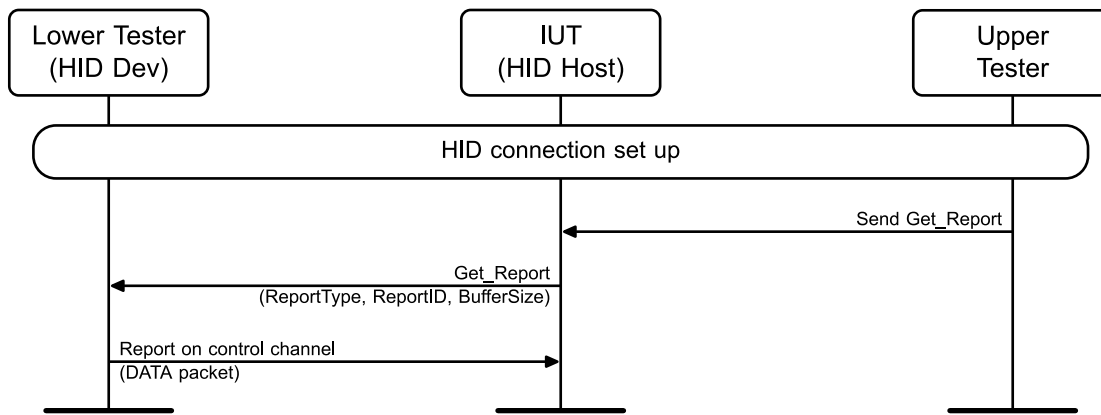 Lower Tester
(HID Dev)
IUT
(HID Host)
Upper
Tester
HID connection set up
Send Get_Report
Get_Report
(ReportType, ReportID, BufferSize)
Report on control channel
(DATA packet)